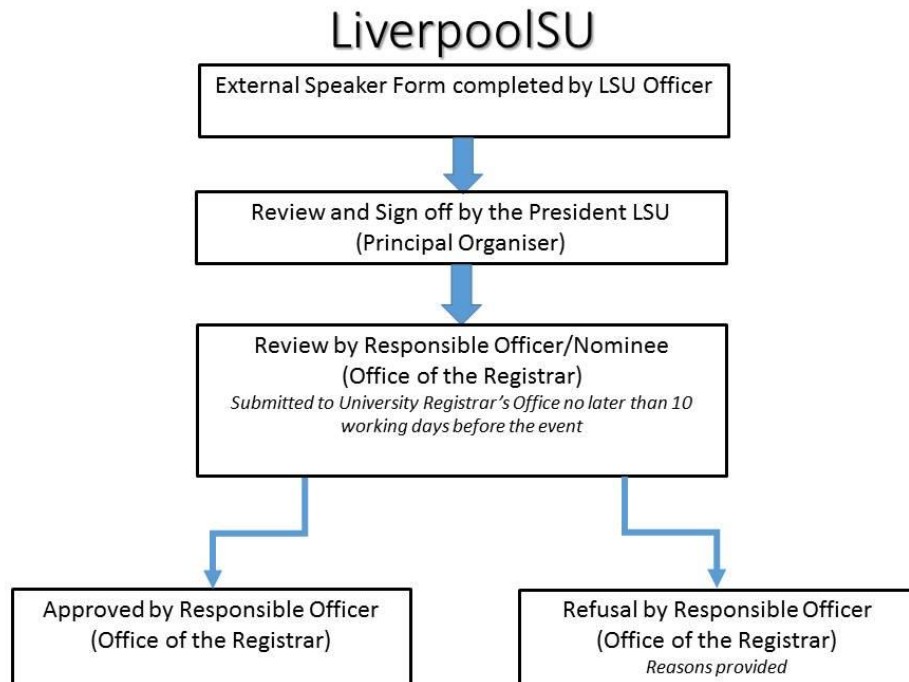 LiverpoolSU
External Speaker Form completed by LSU Officer
Review and Sign off by the President LSU
(Principal Organiser)
Review by Responsible Officer/Nominee
(Office of the Registrar)
Submitted to University Registrar’s Office no later than 10
working days before the event
Approved by Responsible Officer
(Office of the Registrar)
Refusal by Responsible Officer
(Office of the Registrar)
Reasons provided